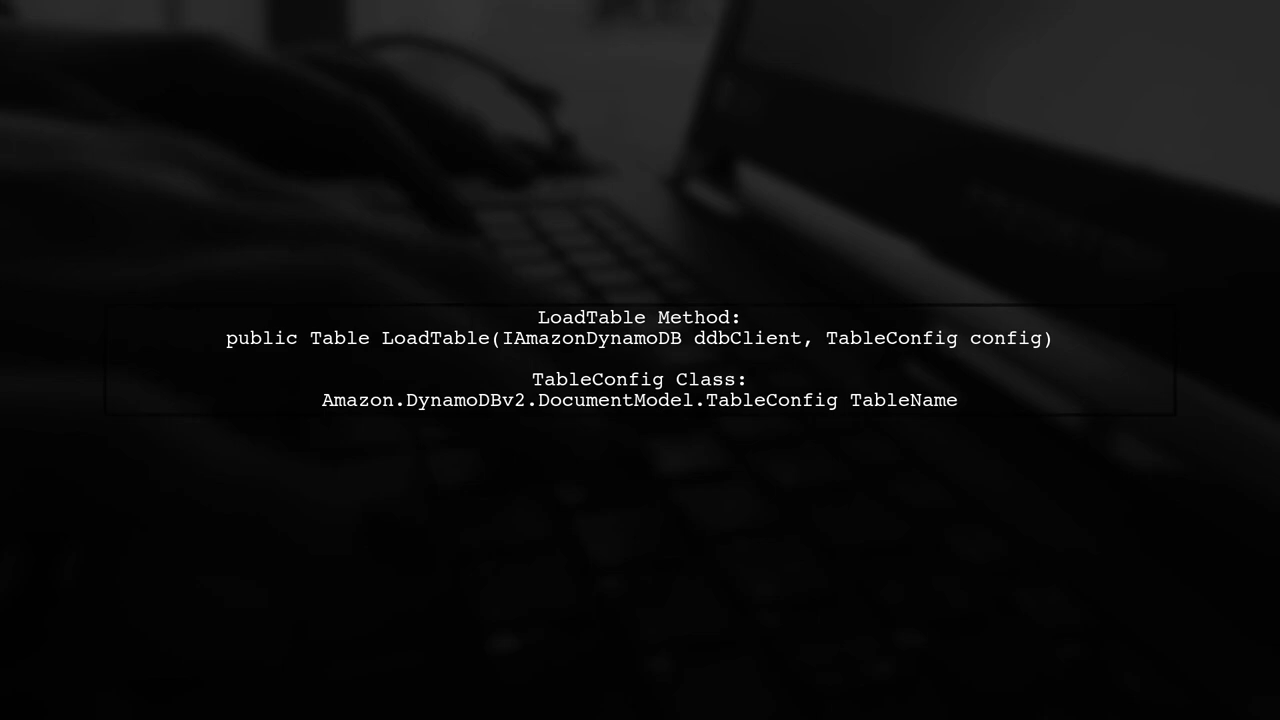 LoadTable Method:
public Table LoadTable(IAmazonDynamoDB ddbClient, TableConfig config)
TableConfig Class:
Amazon.DynamoDBv2.DocumentModel.TableConfig TableName